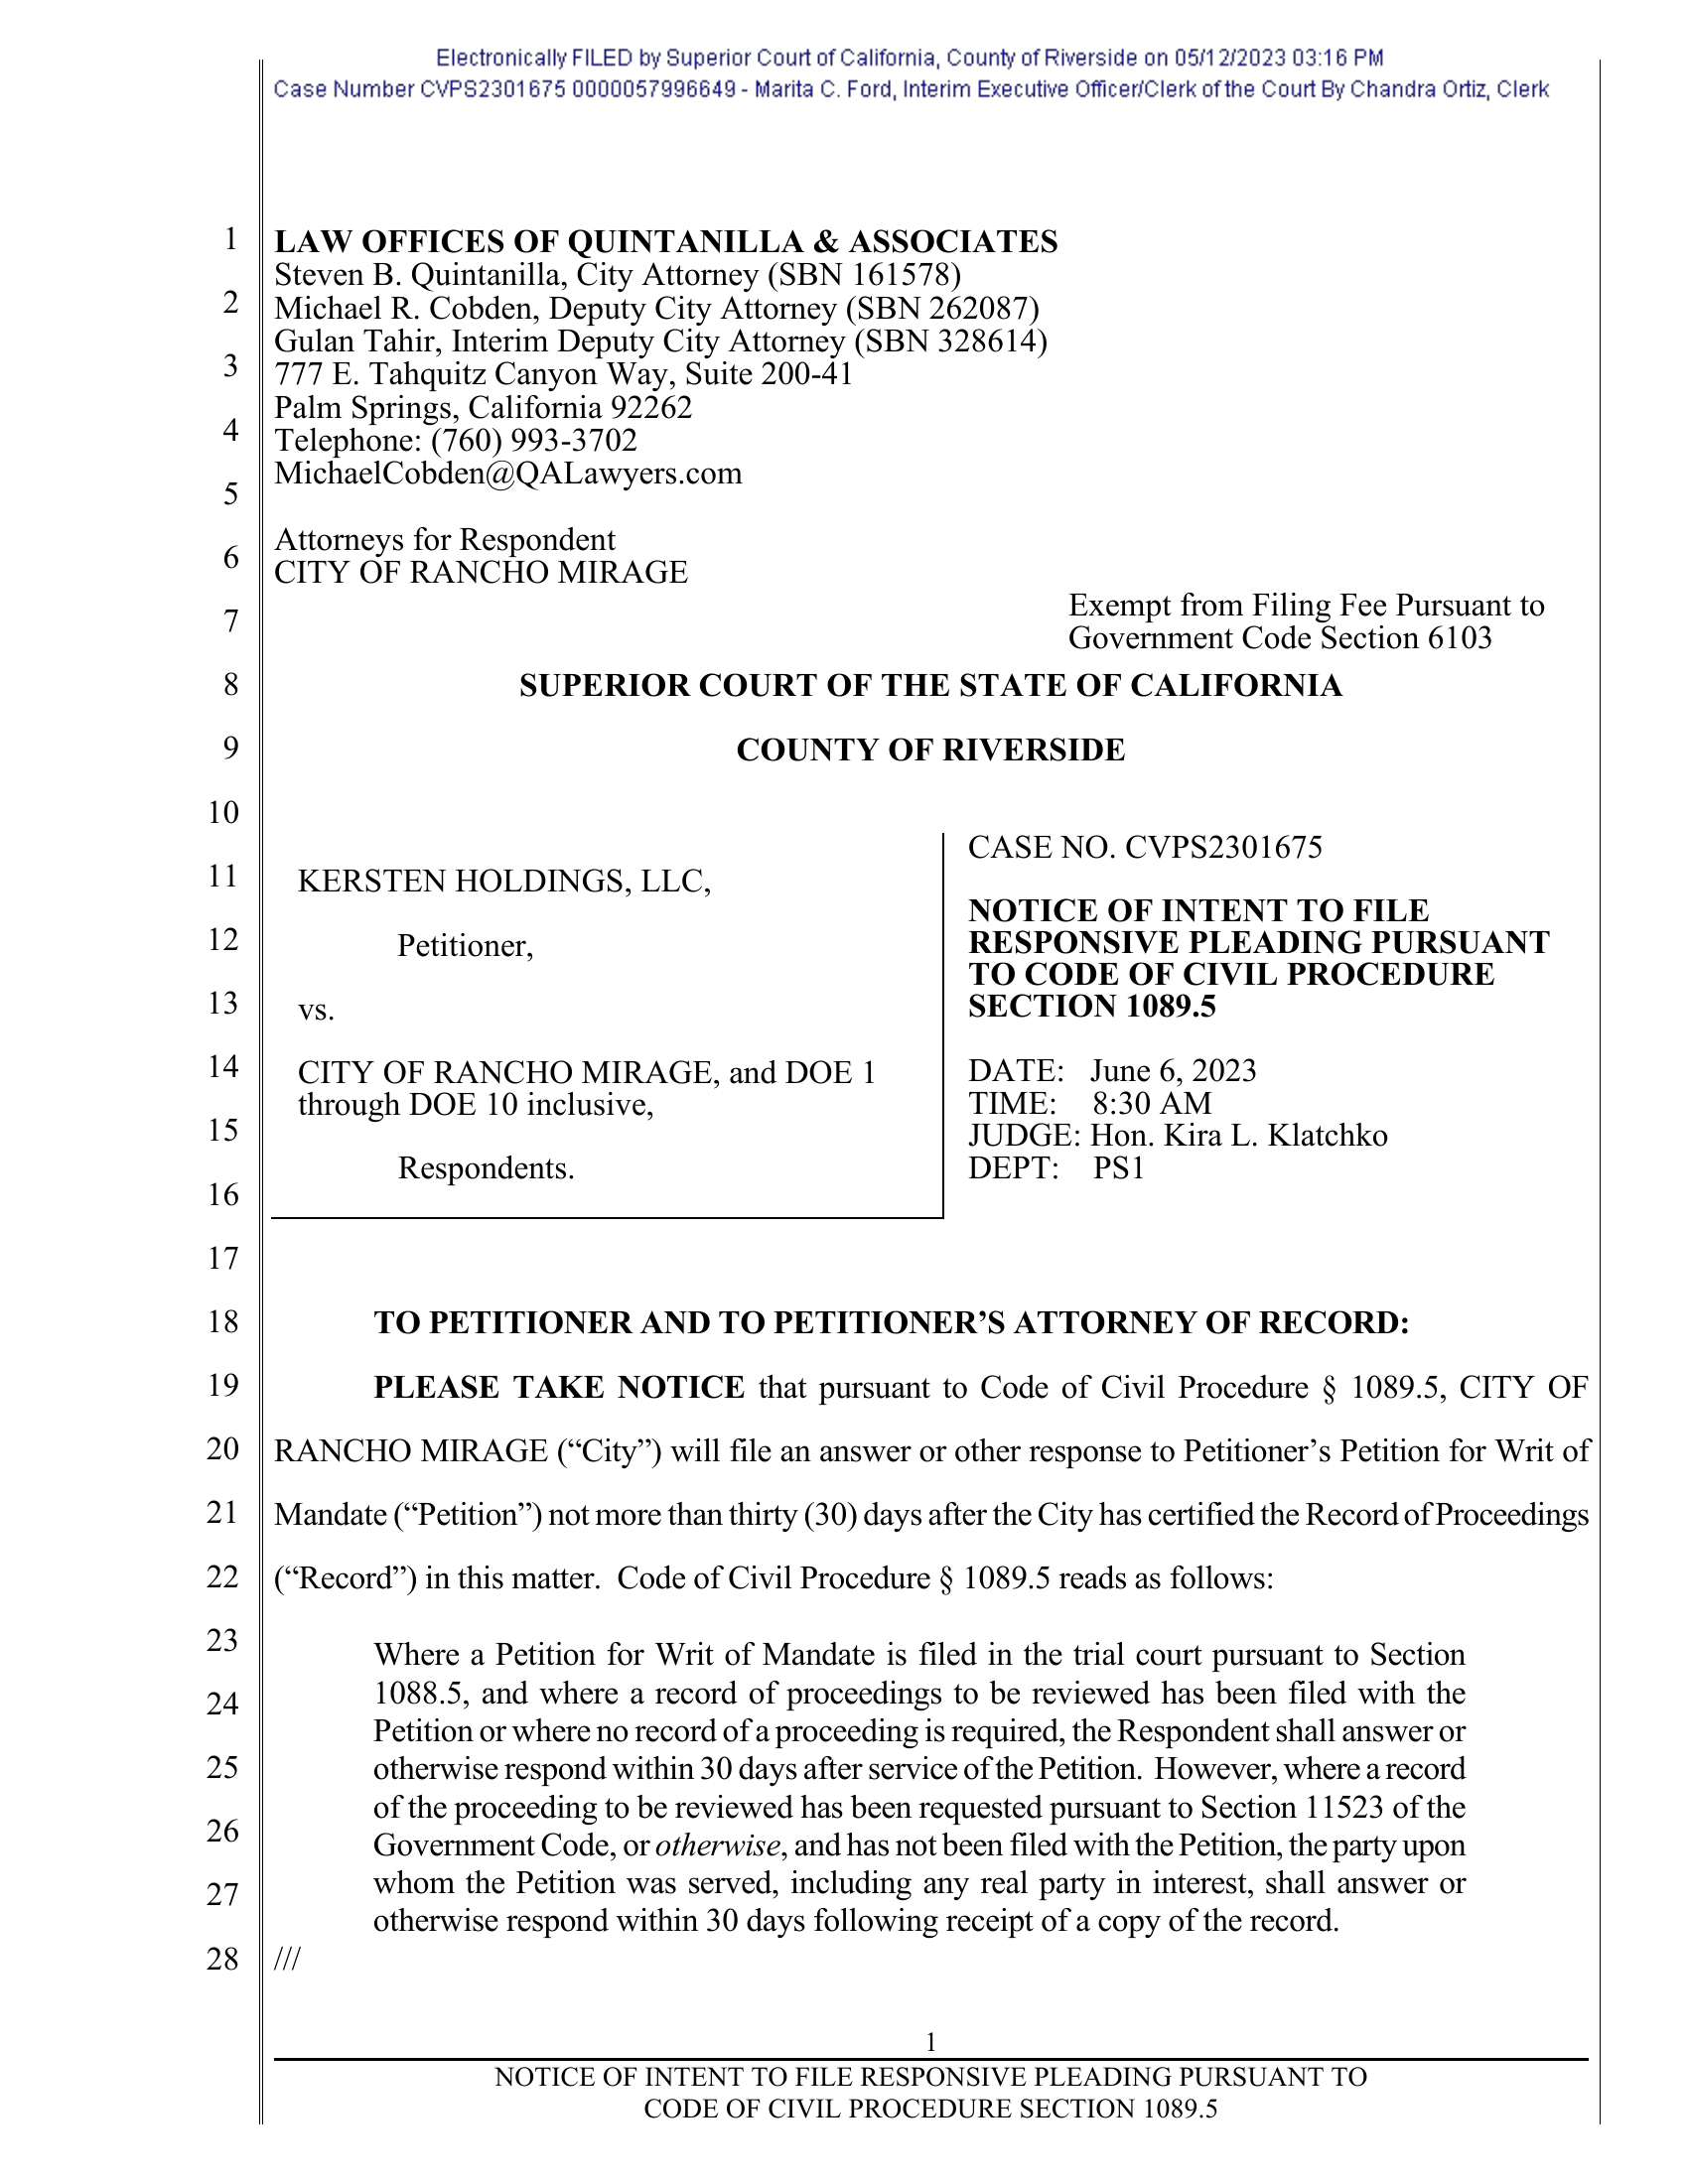 Electronically FILED by Superior Court of California, County of Riverside on 05/12/2023 03:16 PM
Case Number CVPS2301675 0000057996649 - Marita C. Ford, Interim Executive Officer/Clerk of the Court By Chandra Ortiz, Clerk
1 LAW OFFICES OF QUINTANILLA & ASSOCIATES
Steven B. Quintanilla, City Attorney (SBN 161578)
2 Michael R. Cobden, Deputy City Attorney (SBN 262087)
Gulan Tahir, Interim Deputy City Attorney (SBN 328614)
3 777 E. Tahquitz Canyon Way, Suite 200-41
Palm Springs, California 92262
4 Telephone: (760) 993-3702
MichaelCobden@QALawyers.com
5
Attorneys for Respondent
6 CITY OF RANCHO MIRAGE
Exempt from Filing Fee Pursuant to
7 Government Code Section 6103
8 SUPERIOR COURT OF THE STATE OF CALIFORNIA
9 COUNTY OF RIVERSIDE
10
11 KERSTEN HOLDINGS, LLC,
12 Petitioner,
13 vs.
14 CITY OF RANCHO MIRAGE, and DOE 1
through DOE 10 inclusive,
15
Respondents.
16
CASE NO. CVPS2301675
NOTICE OF INTENT TO FILE
RESPONSIVE PLEADING PURSUANT
TO CODE OF CIVIL PROCEDURE
SECTION 1089.5
DATE: June 6, 2023
TIME: 8:30 AM
JUDGE: Hon. Kira L. Klatchko
DEPT: PS1
17
18 TO PETITIONER AND TO PETITIONER’S ATTORNEY OF RECORD:
19 PLEASE TAKE NOTICE that pursuant to Code of Civil Procedure § 1089.5, CITY OF
20 RANCHO MIRAGE (“City”) will file an answer or other response to Petitioner’s Petition for Writ of
21 Mandate (“Petition”) not more than thirty (30) days after the City has certified the Record of Proceedings
22 (“Record”) in this matter. Code of Civil Procedure § 1089.5 reads as follows:
23 Where a Petition for Writ of Mandate is filed in the trial court pursuant to Section
24 1088.5, and where a record of proceedings to be reviewed has been filed with the
Petition or where no record of a proceeding is required, the Respondent shall answer or
25 otherwise respond within 30 days after service of the Petition. However, where a record
of the proceeding to be reviewed has been requested pursuant to Section 11523 of the
26 Government Code, or otherwise, and has not been filed with the Petition, the party upon
27 whom the Petition was served, including any real party in interest, shall answer or
otherwise respond within 30 days following receipt of a copy of the record.
28 ///
1
NOTICE OF INTENT TO FILE RESPONSIVE PLEADING PURSUANT TO
CODE OF CIVIL PROCEDURE SECTION 1089.5